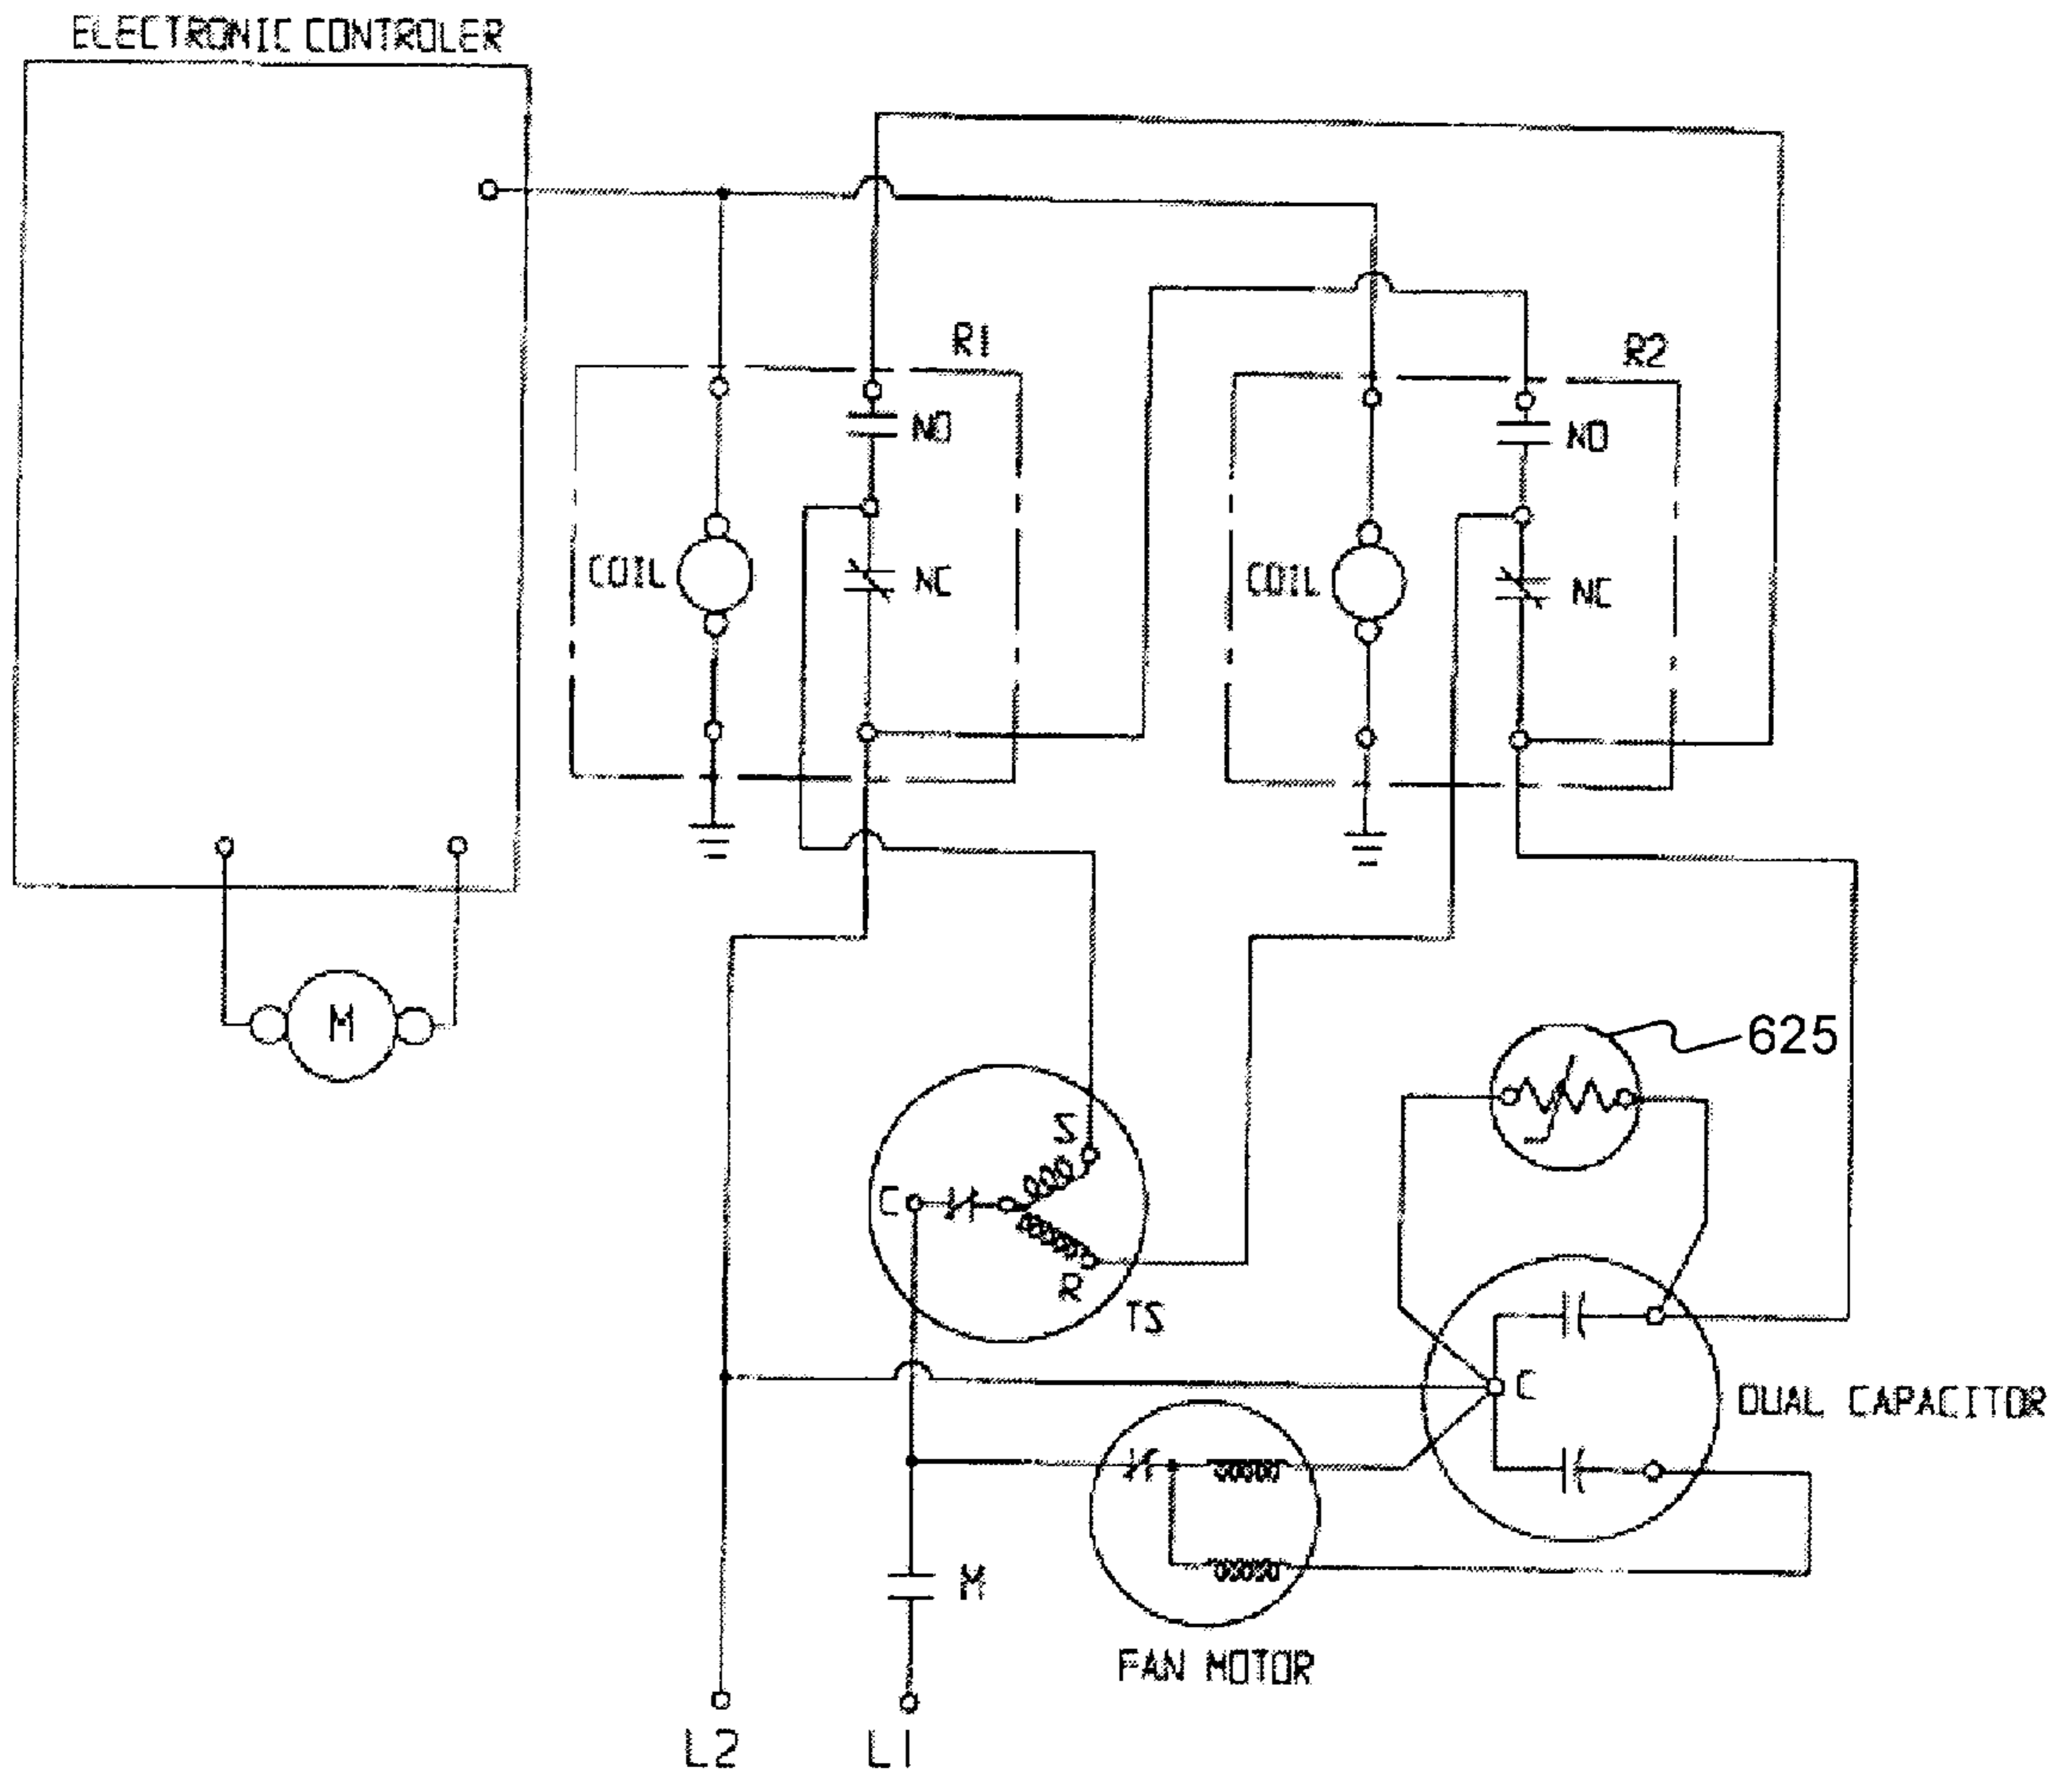 ELECTRONIC CONTROLER
R1
R2
NO
NO
COIL
NC
COIL
NC
M
625
S
C
R
TS
C
DUAL CAPACITOR
M
FAN MOTOR
L2
L1